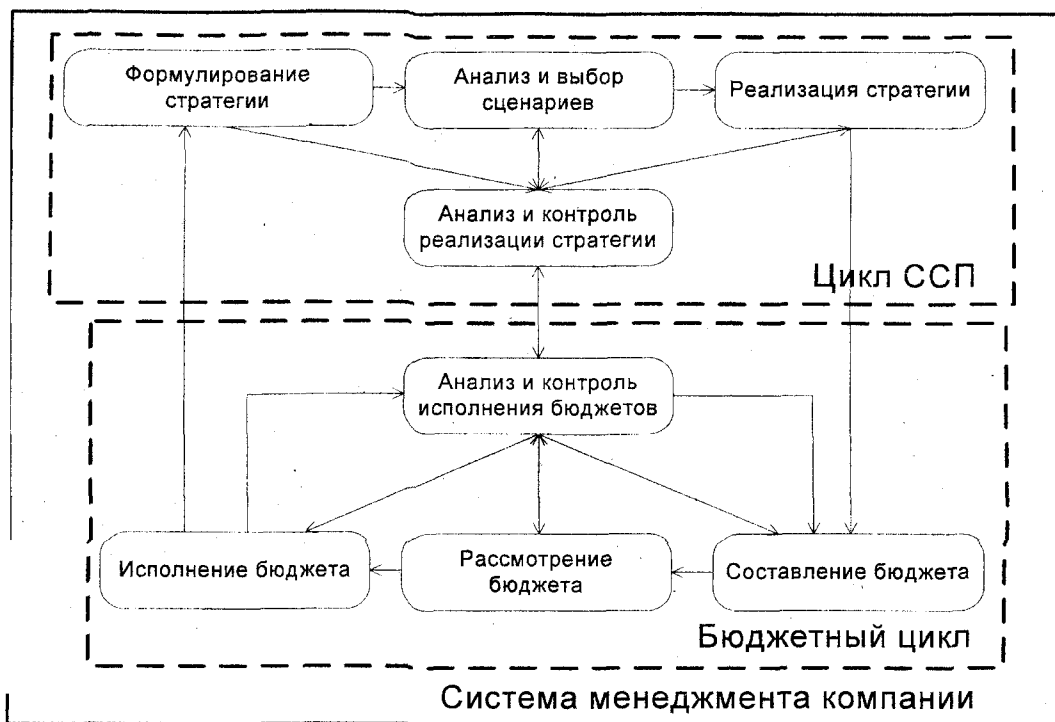 Формулирование
стратегии
Анализ и выбор
сценариев
Реализация стратегии
Анализ и контроль
реализации стратегии
Цикл ССП
Анализ и контроль
исполнения бюджетов
Исполнение бюджета
Рассмотрение
бюджета
Составление бюджета
Бюджетный цикл
Система менеджмента компании